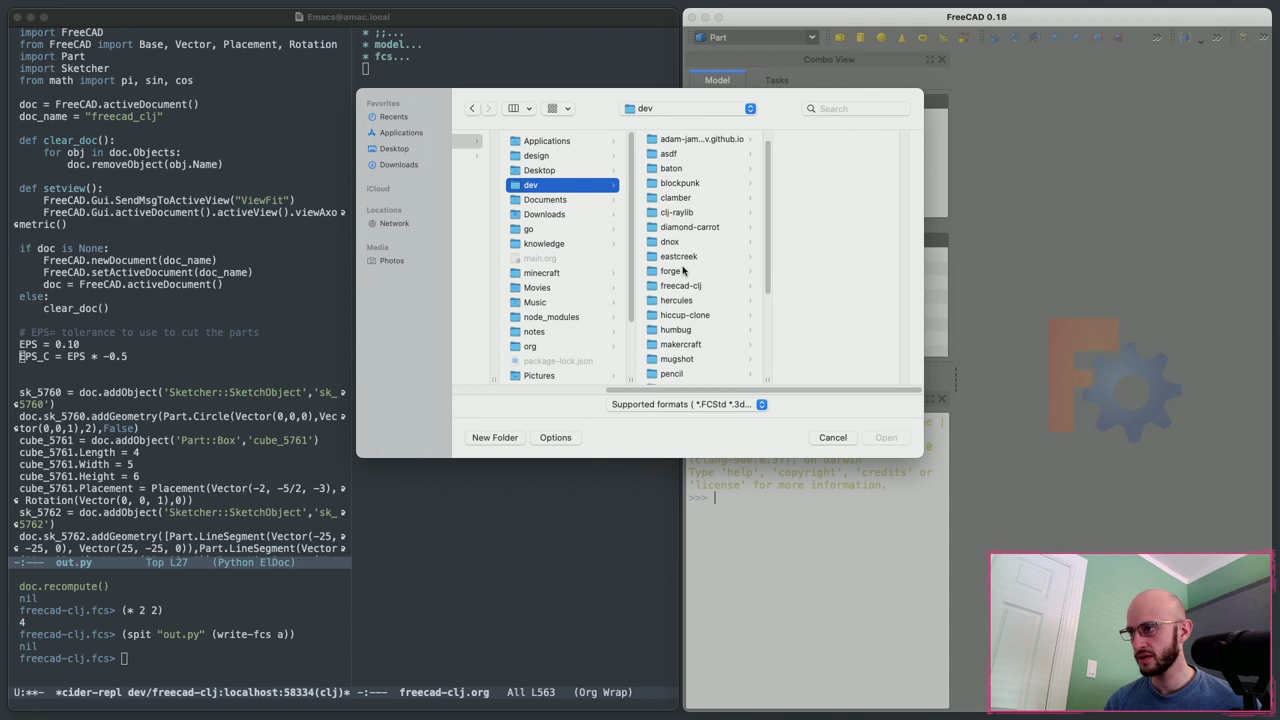 Emacs@amac.local
import FreeCAD
from FreeCAD import Base, Vector, Placement, Rotation
import Part
import Sketcher
from math import pi, sin, cos
doc = FreeCAD.activeDocument()
doc_name = "freecad_clj"
def clear_doc():
for obj in doc.Objects:
doc.removeObject(obj.Name)
def setview():
FreeCAD.Gui.SendMsgToActiveView("ViewFit")
FreeCAD.Gui.activeDocument().activeView().viewAxo
metric()
if doc is None:
FreeCAD.newDocument(doc_name)
FreeCAD.setActiveDocument(doc_name)
doc = FreeCAD.activeDocument()
else:
clear_doc()
# EPS= tolerance to use to cut the parts
EPS = 0.10
EPS_C = EPS * -0.5
sk_5760 = doc.addObject('Sketcher::SketchObject','sk_
5760')
doc.sk_5760.addGeometry(Part.Circle(Vector(0,0,0),Vec
tor(0,0,1),2),False)
cube_5761 = doc.addObject('Part::Box','cube_5761')
cube_5761.Length = 4
cube_5761.Width = 5
cube_5761.Height = 6
cube_5761.Placement = Placement(Vector(-2, -5/2, -3),
Rotation(Vector(0, 0, 1),0))
sk_5762 = doc.addObject('Sketcher::SketchObject','sk_
5762')
doc.sk_5762.addGeometry([Part.LineSegment(Vector(-25,
-25, 0), Vector(25, -25, 0)),Part.LineSegment(Vector
-:--- out.py Top L27 (Python ElDoc)
doc.recompute()
nil
freecad-clj.fcs> (* 2 2)
4
freecad-clj.fcs> (spit "out.py" (write-fcs a))
nil
freecad-clj.fcs>
U:**- *cider-repl dev/freecad-clj:localhost:58334(clj)*
* ;;...
* model...
* fcs...
-:--- freecad-clj.org All L563 (Org Wrap)
Favorites
Recents
Applications
Desktop
Downloads
iCloud
Locations
Network
Media
Photos
dev
Search
Applications
design
Desktop
dev
Documents
Downloads
go
knowledge
main.org
minecraft
Movies
Music
node_modules
notes
org
package-lock.json
Pictures
adam-jam...v.github.io
asdf
baton
blockpunk
clamber
clj-raylib
diamond-carrot
dnox
eastcreek
forge
freecad-clj
hercules
hiccup-clone
humbug
makercraft
mugshot
pencil
Supported formats ( *.FCStd *.3d...
New Folder
Options
Cancel
Open
FreeCAD 0.18
Part
Combo View
Model
Tasks
on darwin
Type 'help', 'copyright', 'credits' or
'license' for more information.
>>>